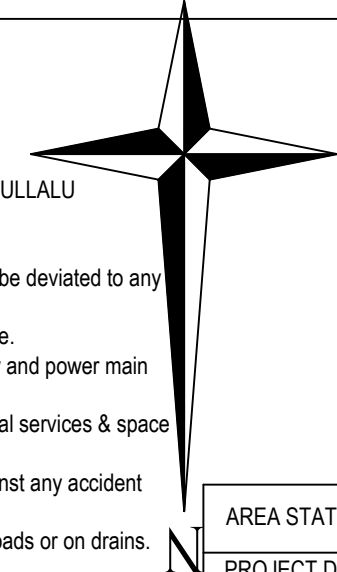 ULLALU
be deviated to any
e.
and power main
al services & space
nst any accident
oads or on drains.
N
AREA STAT
PROJECT D